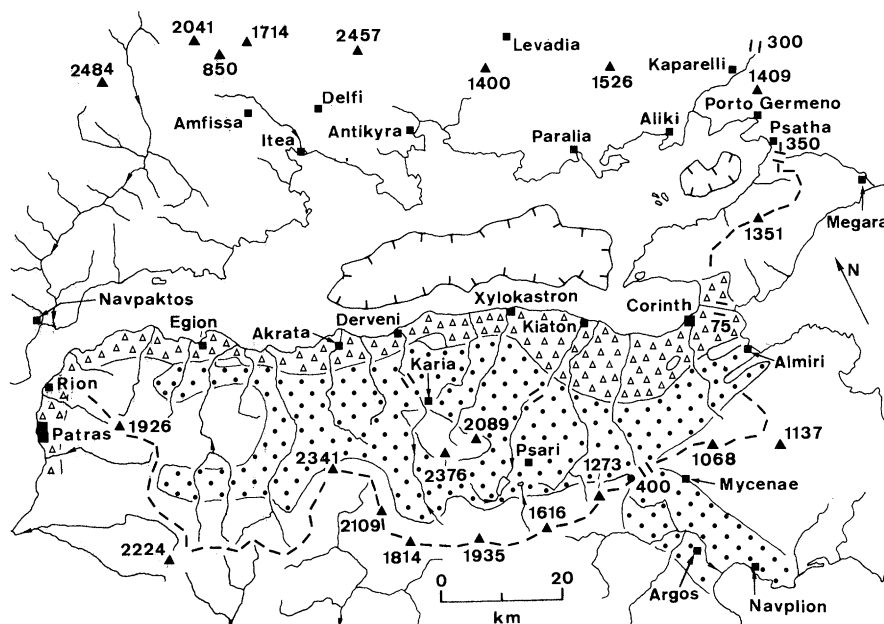 2041
1714
2457
Levadia
300
850
Kaparelli
2484
1400
1526
1409
Delfi
Porto Germeno
Amfissa
Antikyra
Aliki
Psatha
Itea
Paralia
350
Megara
1351
N
Navpaktos
Xylokastron
Corinth
Egion
Derveni
Kiaton
75
Akrata
Almiri
Karia
Rion
1926
2089
1137
Patras
2341
2376
Psari
1273
1068
400
Mycenae
2109
1616
2224
1814
1935
0 20
km
Argos
Navplion